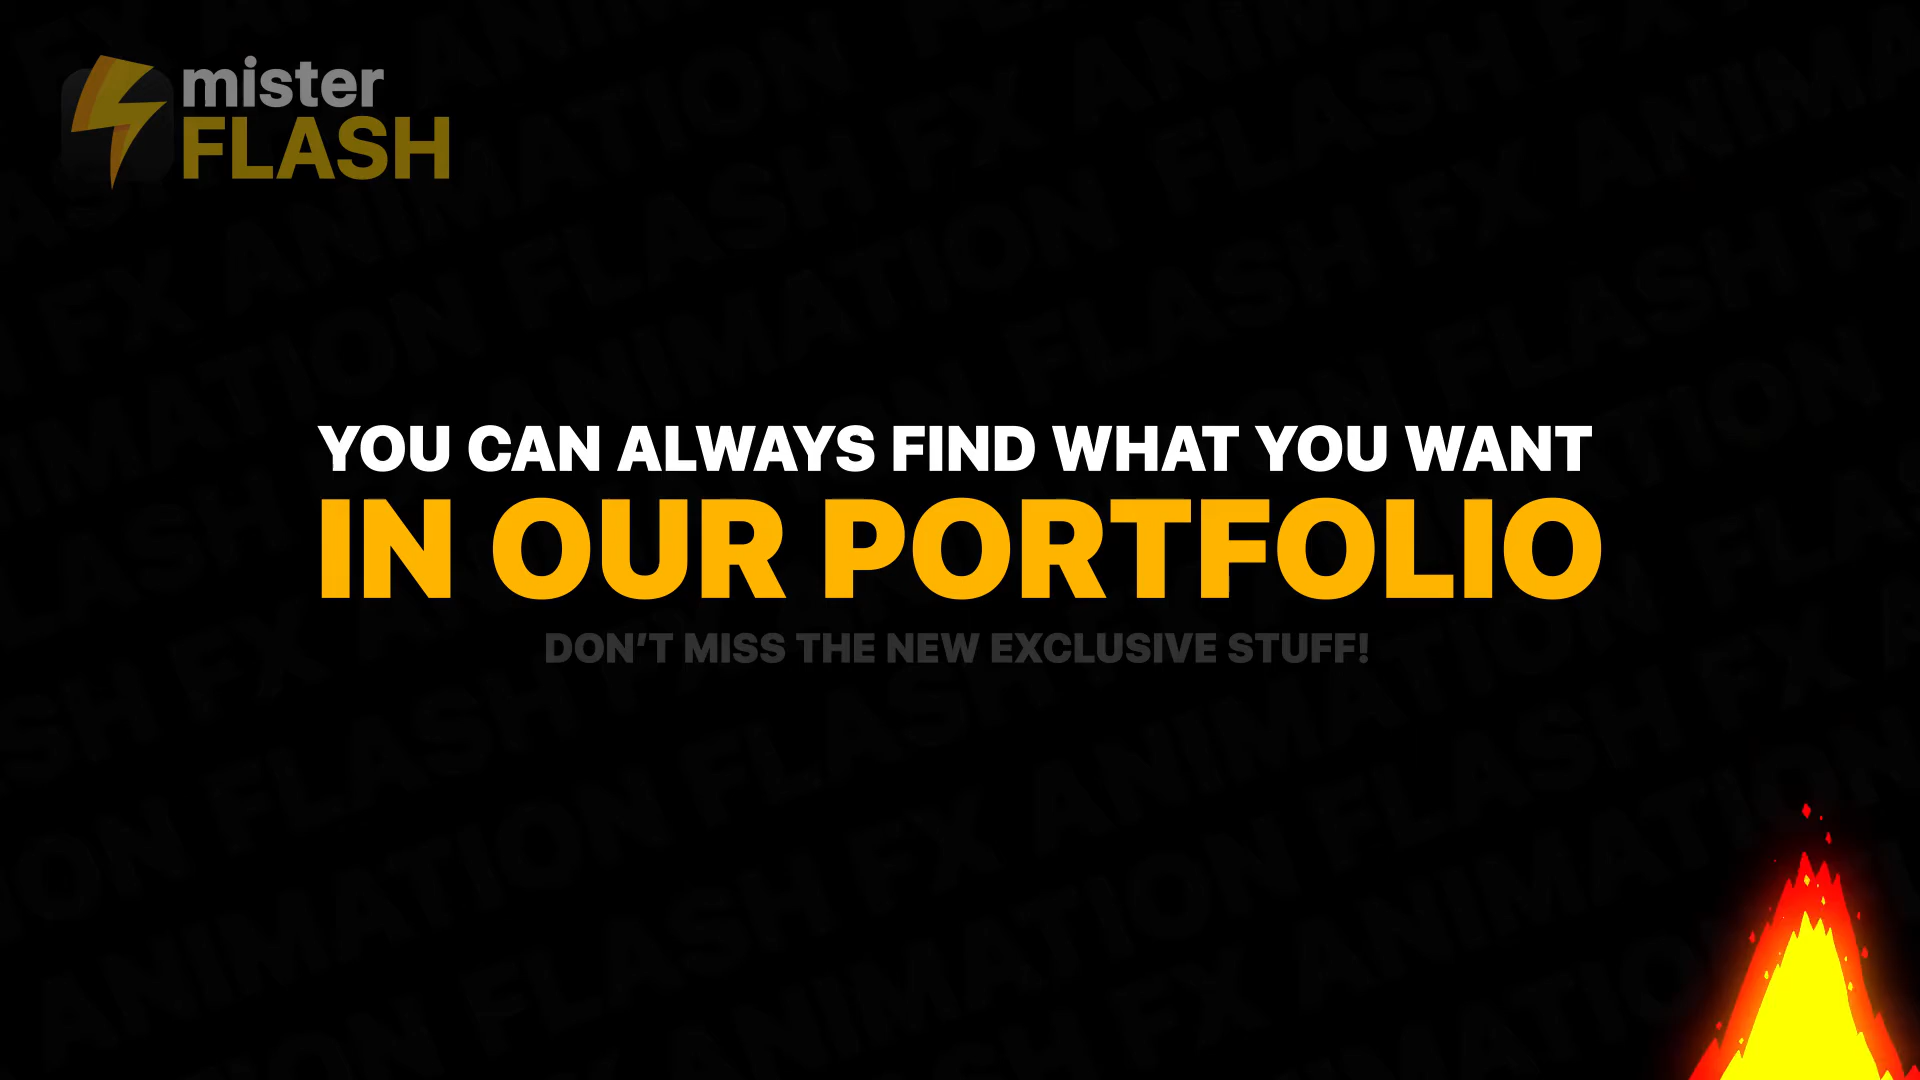 mister
FLASH
YOU CAN ALWAYS FIND WHAT YOU WANT
IN OUR PORTFOLIO
DON’T MISS THE NEW EXCLUSIVE STUFF!